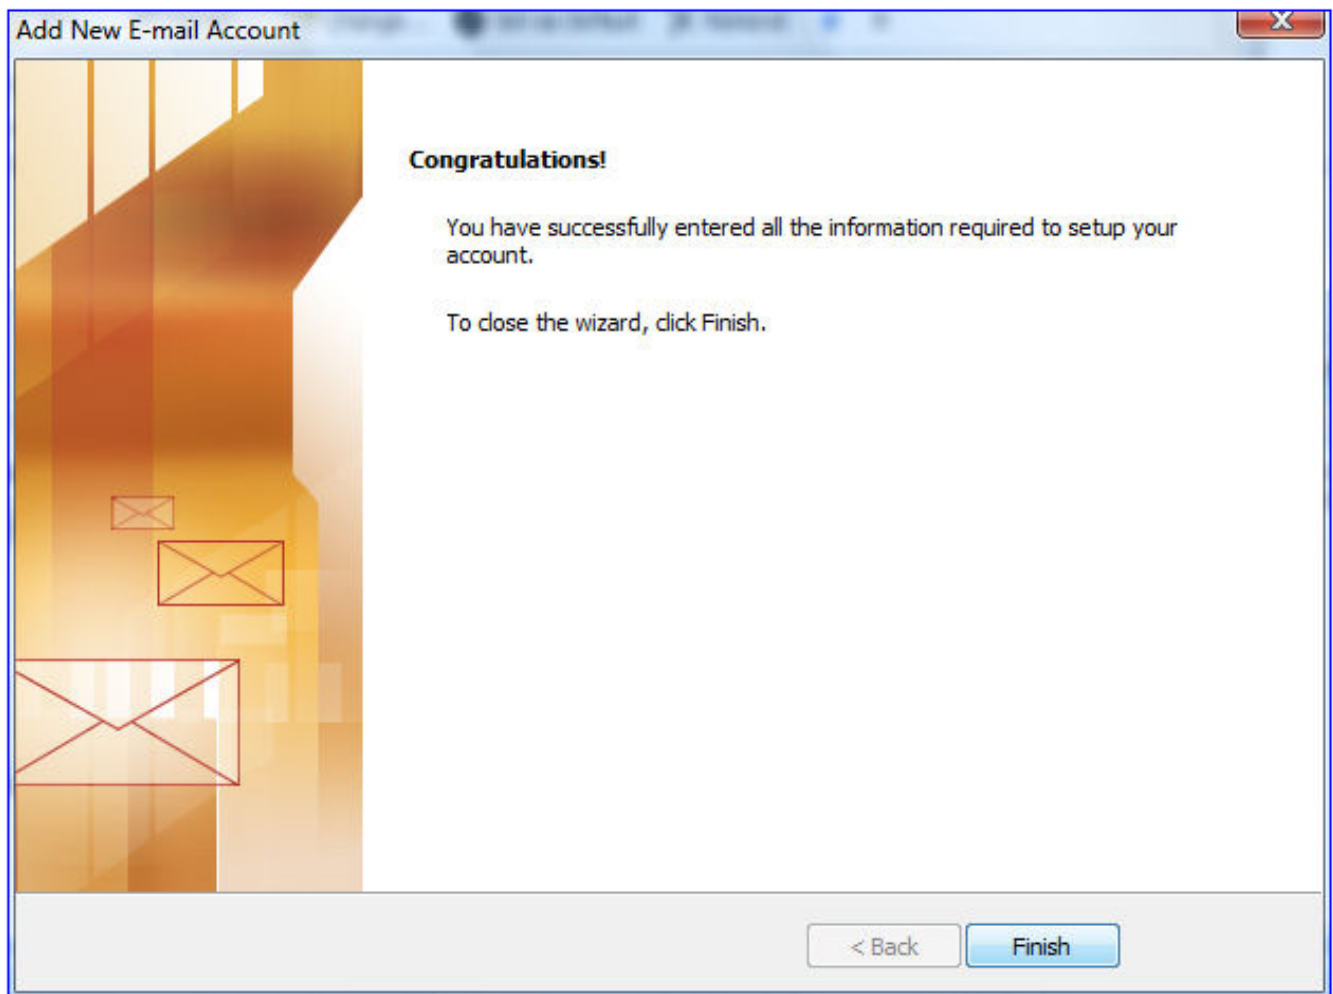 Add New E-mail Account
Congratulations!
You have successfully entered all the information required to setup your
account.
To close the wizard, click Finish.
< Back
Finish